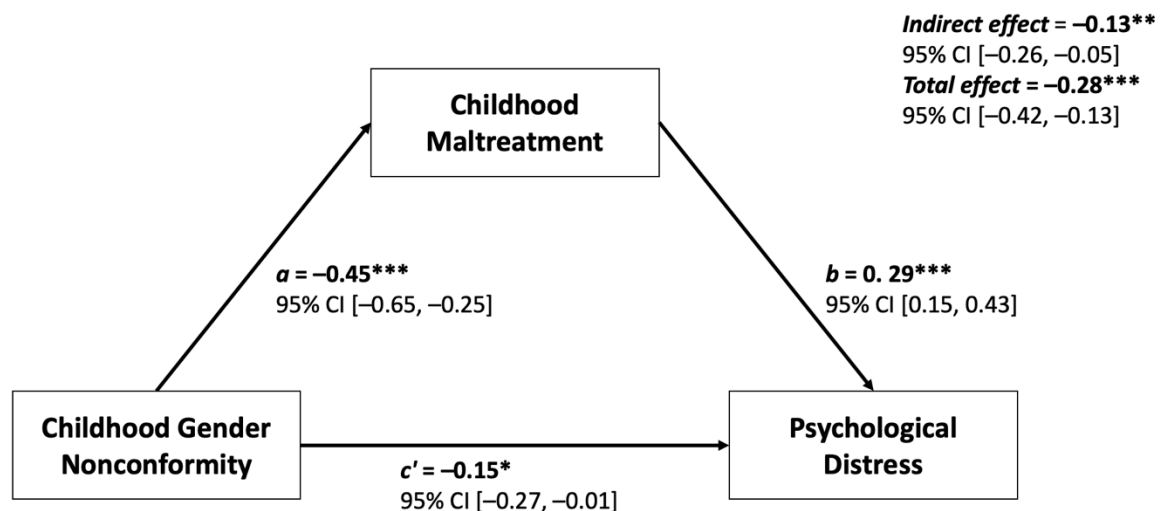 Indirect effect = –0.13**
95% CI [–0.26, –0.05]
Total effect = –0.28***
95% CI [–0.42, –0.13]
Childhood
Maltreatment
a = –0.45***
95% CI [–0.65, –0.25]
b = 0. 29***
95% CI [0.15, 0.43]
Childhood Gender
Nonconformity
c' = –0.15*
95% CI [–0.27, –0.01]
Psychological
Distress